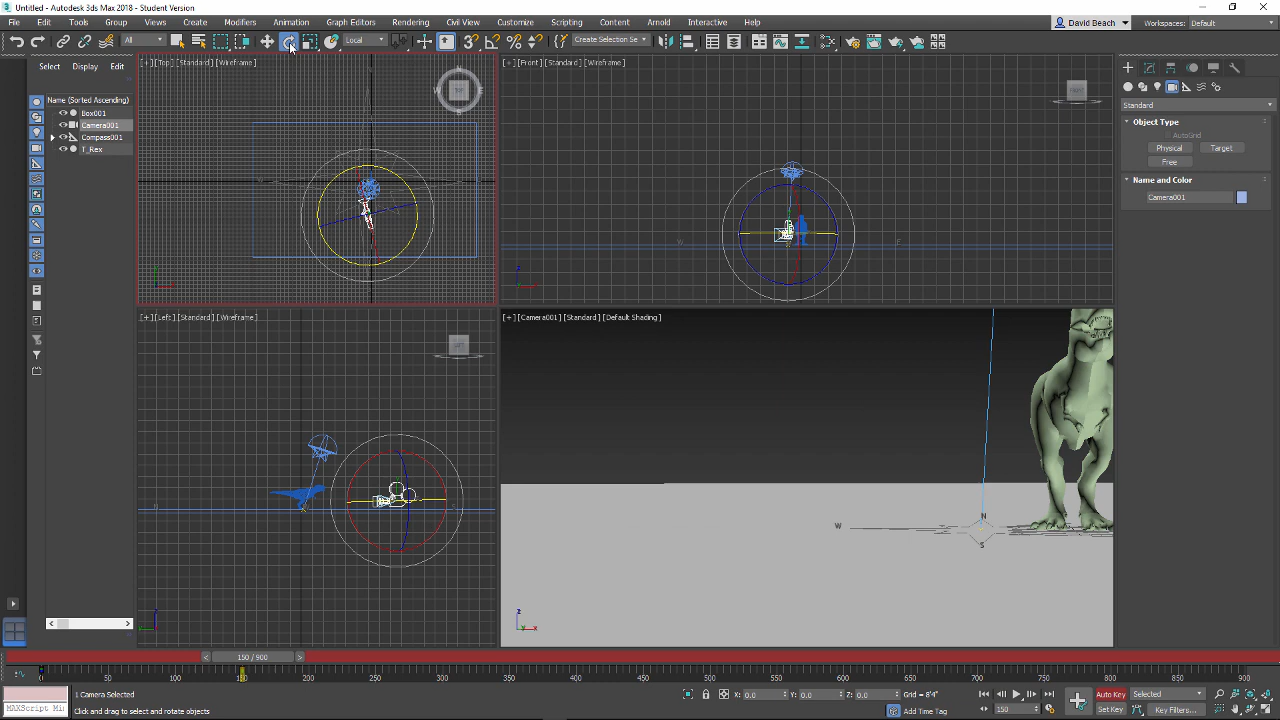 Untitled - Autodesk 3ds Max 2018 - Student Version
File Edit Tools Group Views Create Modifiers Animation Graph Editors Rendering Civil View Customize Scripting Content Arnold Interactive Help
David Beach Workspaces: Default
All Local Create Selection Se
Select Display Edit
Name (Sorted Ascending)
Box001
Camera001
Compass001
T_Rex
[+] [Top] [Standard] [Wireframe]
[+] [Front] [Standard] [Wireframe]
[+] [Left] [Standard] [Wireframe]
[+] [Camera001] [Standard] [Default Shading]
N
W E
S
W E
FRONT
W N
S
Standard
Object Type
AutoGrid
Physical Target
Free
Name and Color
Camera001
150 / 900
0 50 100 150 200 250 300 350 400 450 500 550 600 650 700 750 800 850 900
MAXScript Mi
1 Camera Selected
Click and drag to select and rotate objects
X: 0.0 Y: 0.0 Z: 0.0 Grid = 8'4"
Add Time Tag
150
Auto Key Selected
Set Key Key Filters...